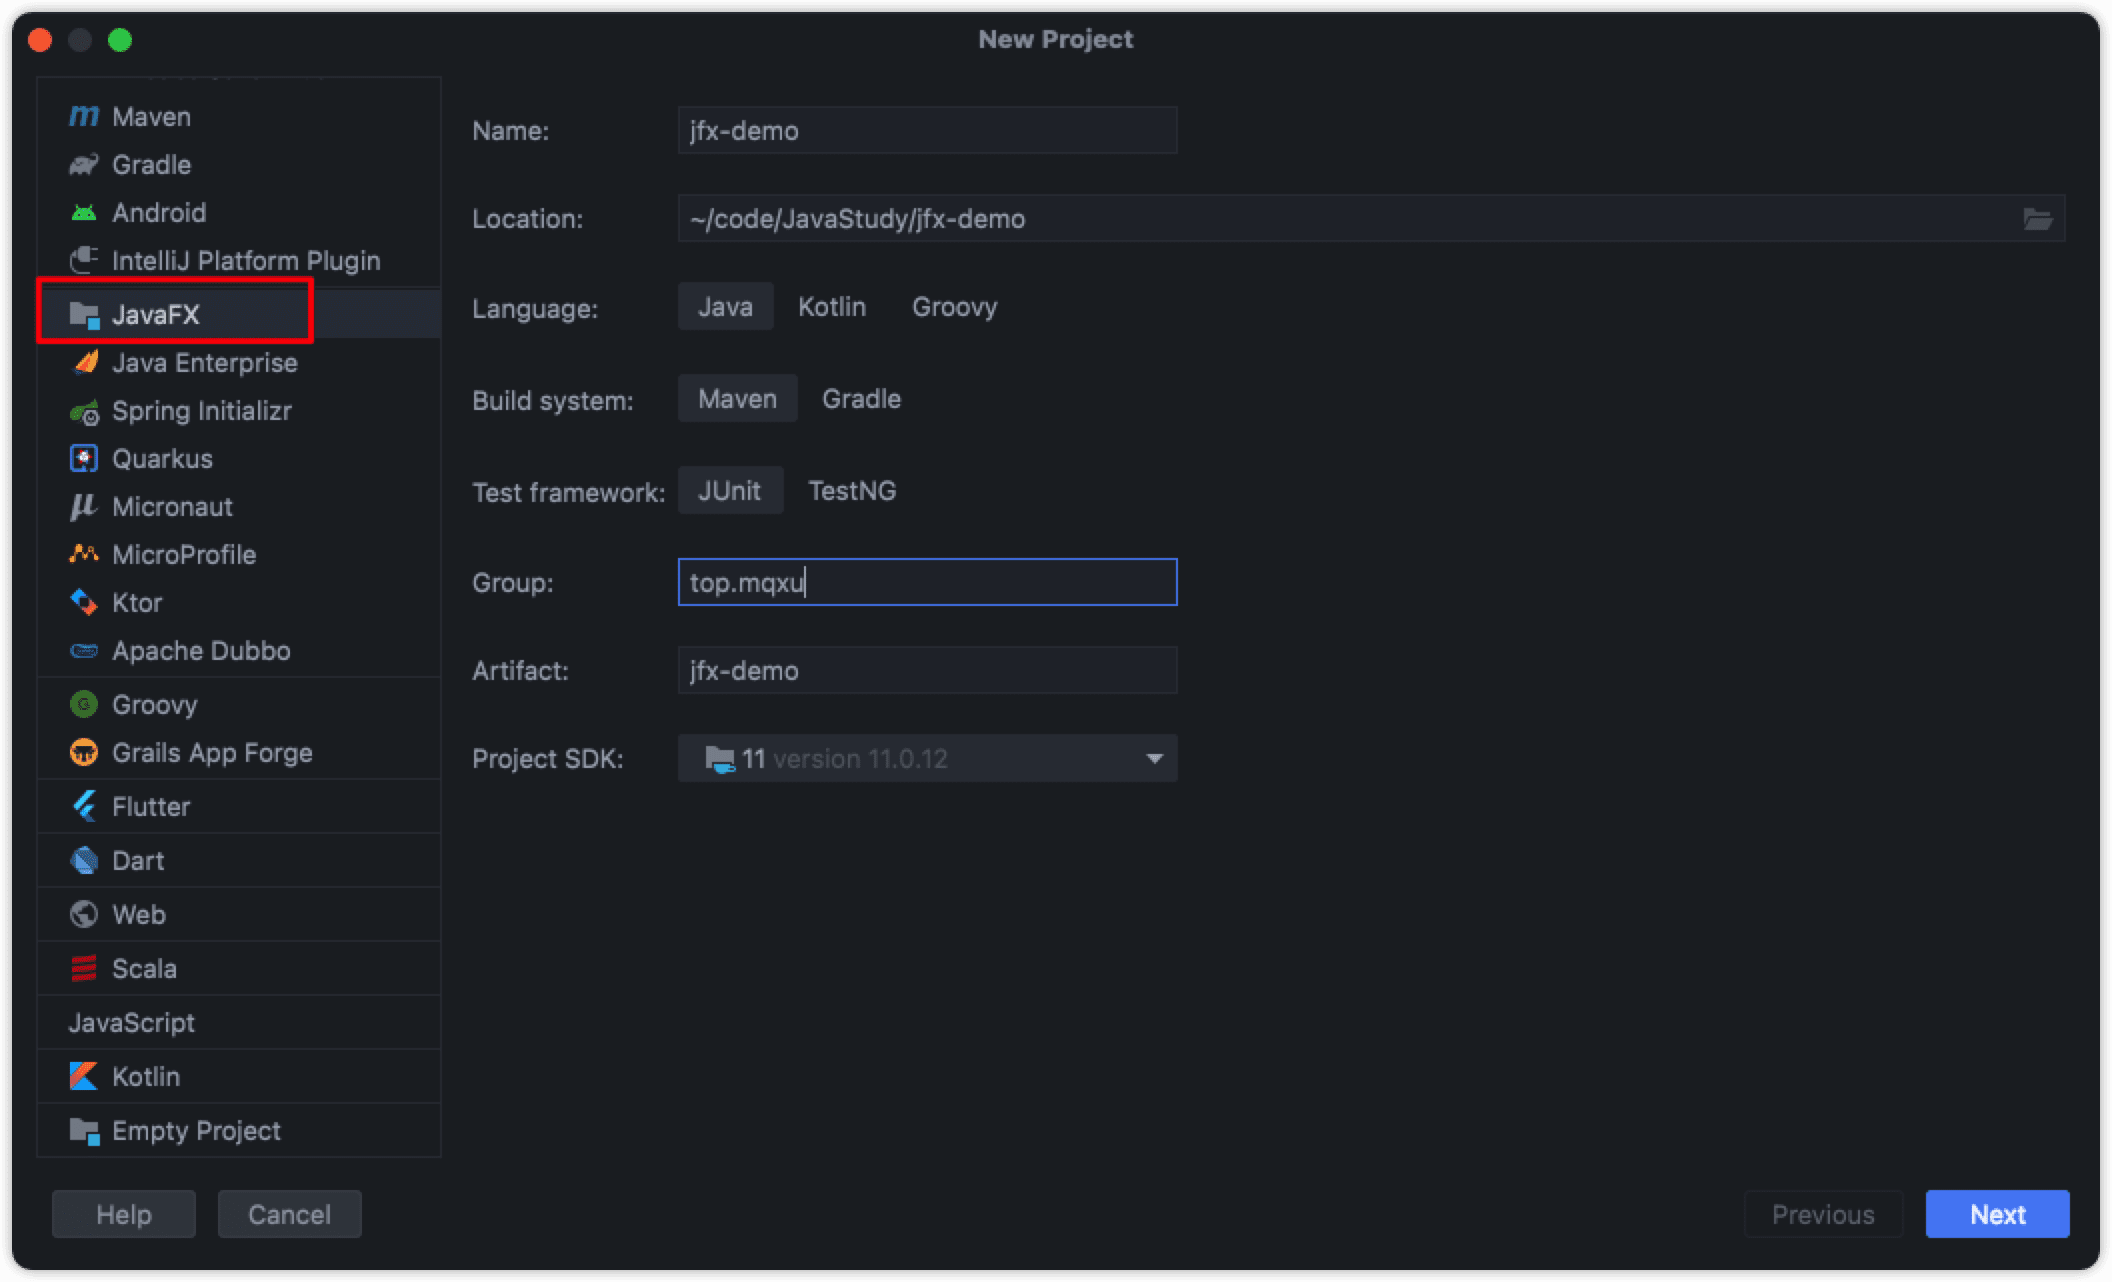 New Project
Maven
Gradle
Android
IntelliJ Platform Plugin
JavaFX
Java Enterprise
Spring Initializr
Quarkus
Micronaut
MicroProfile
Ktor
Apache Dubbo
Groovy
Grails App Forge
Flutter
Dart
Web
Scala
JavaScript
Kotlin
Empty Project
Name: jfx-demo
Location: ~/code/JavaStudy/jfx-demo
Language: Java Kotlin Groovy
Build system: Maven Gradle
Test framework: JUnit TestNG
Group: top.mqxu
Artifact: jfx-demo
Project SDK: 11 version 11.0.12
Help Cancel Previous Next